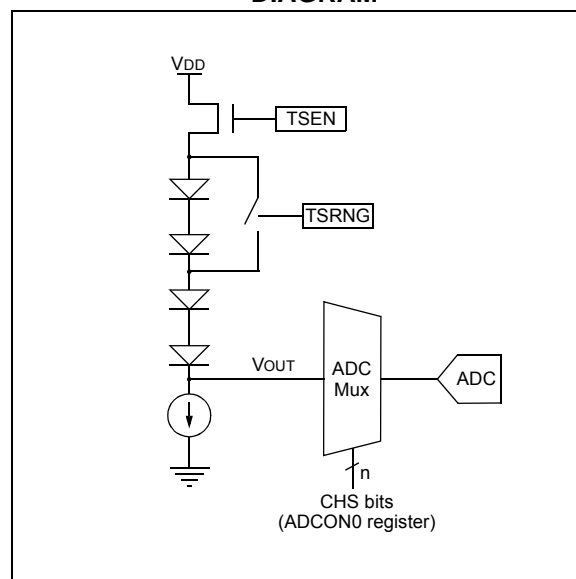 DIAGRAM
VDD
TSEN
TSRNG
VOUT
ADC
Mux
ADC
n
CHS bits
(ADCON0 register)